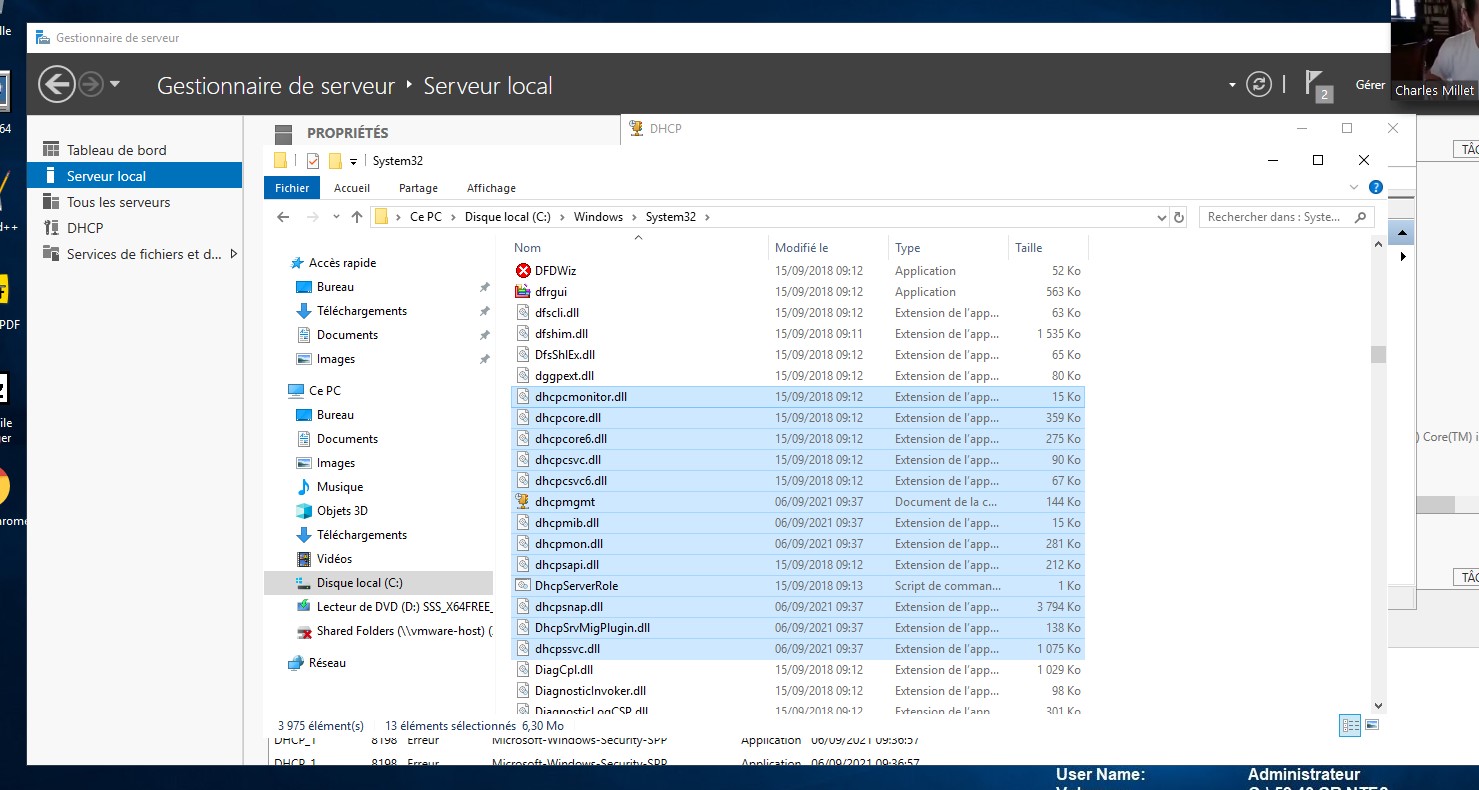 lle
Gestionnaire de serveur
Gestionnaire de serveur ‣ Serveur local
2
Gérer
Charles Millet
64
PROPRIÉTÉS
DHCP
Tableau de bord
Serveur local
Tous les serveurs
DHCP
Services de fichiers et d...
System32
Fichier
Accueil
Partage
Affichage
Ce PC > Disque local (C:) > Windows > System32 >
Rechercher dans : Syste...
TÂC
d++
PDF
ile
er
hrome
Accès rapide
Bureau
Téléchargements
Documents
Images
Ce PC
Bureau
Documents
Images
Musique
Objets 3D
Téléchargements
Vidéos
Disque local (C:)
Lecteur de DVD (D:) SSS_X64FREE_
Shared Folders (\\vmware-host) (
Réseau
Nom Modifié le Type Taille
DFDWiz 15/09/2018 09:12 Application 52 Ko
dfrgui 15/09/2018 09:12 Application 563 Ko
dfscli.dll 15/09/2018 09:12 Extension de l'app... 63 Ko
dfshim.dll 15/09/2018 09:11 Extension de l'app... 1 535 Ko
DfsShlEx.dll 15/09/2018 09:12 Extension de l'app... 65 Ko
dggpext.dll 15/09/2018 09:12 Extension de l'app... 80 Ko
dhcpcmonitor.dll 15/09/2018 09:12 Extension de l'app... 15 Ko
dhcpcore.dll 15/09/2018 09:12 Extension de l'app... 359 Ko
dhcpcore6.dll 15/09/2018 09:12 Extension de l'app... 275 Ko
dhcpcsvc.dll 15/09/2018 09:12 Extension de l'app... 90 Ko
dhcpcsvc6.dll 15/09/2018 09:12 Extension de l'app... 67 Ko
dhcpmgmt 06/09/2021 09:37 Document de la c... 144 Ko
dhcpmib.dll 06/09/2021 09:37 Extension de l'app... 15 Ko
dhcpmon.dll 06/09/2021 09:37 Extension de l'app... 281 Ko
dhcpsapi.dll 15/09/2018 09:12 Extension de l'app... 212 Ko
DhcpServerRole 15/09/2018 09:13 Script de comman... 1 Ko
dhcpsnap.dll 06/09/2021 09:37 Extension de l'app... 3 794 Ko
DhcpSrvMigPlugin.dll 06/09/2021 09:37 Extension de l'app... 138 Ko
dhcpssvc.dll 06/09/2021 09:37 Extension de l'app... 1 075 Ko
DiagCpl.dll 15/09/2018 09:12 Extension de l'app... 1 029 Ko
DiagnosticInvoker.dll 15/09/2018 09:12 Extension de l'app... 98 Ko
DiagnosticLogCSP.dll 15/09/2018 09:12 Extension de l'app... 301 Ko
) Core(TM) i
TÂC
3 975 élément(s) 13 éléments sélectionnés 6,30 Mo
DHCP_1 8198 Erreur Microsoft-Windows-Security-SPP Application 06/09/2021 09:36:57
DHCP_1 8198 Erreur Microsoft-Windows-Security-SPP Application 06/09/2021 09:36:57
User Name: Administrateur